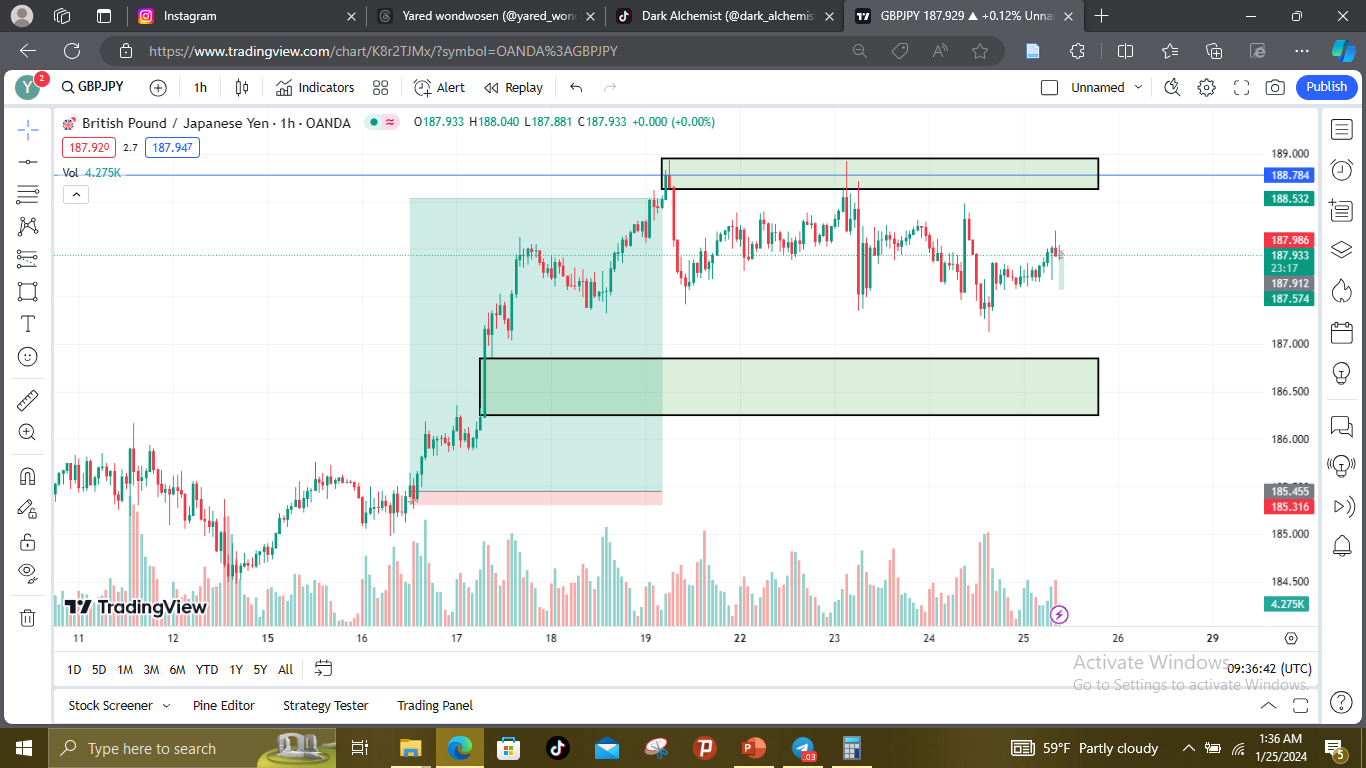 Instagram
Yared wondwosen (@yared_won
Dark Alchemist (@dark_alchemist
GBPJPY 187.929 ▲ +0.12% Unna
https://www.tradingview.com/chart/K8r2TJMx/?symbol=OANDA%3AGBPJPY
Y 2 GBPJPY 1h Indicators Alert Replay Unnamed Publish
British Pound / Japanese Yen · 1h · OANDA O187.933 H188.040 L187.881 C187.933 +0.000 (+0.00%)
187.920 2.7 187.947
Vol 4.275K
189.000
188.784
188.532
187.986
187.933
23:17
187.912
187.574
187.000
186.500
186.000
185.455
185.316
185.000
184.500
4.275K
TradingView
11 12 15 16 17 18 19 22 23 24 25 26 29
1D 5D 1M 3M 6M YTD 1Y 5Y All 09:36:42 (UTC)
Activate Windows
Go to Settings to activate Windows.
Stock Screener Pine Editor Strategy Tester Trading Panel
Type here to search
.03
59°F Partly cloudy
1:36 AM
1/25/2024
5